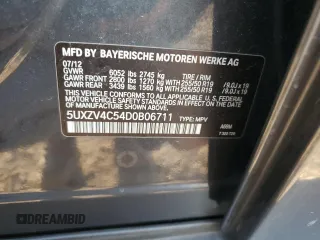 MFD BY BAYERISCHE MOTOREN WERKE AG
07/12
GVWR 6052 lbs 2745 kg TIRE / RIM
GAWR FRONT 2800 lbs 1270 kg WITH 255/50 R19 /9.0J x 19
GAWR REAR 3439 lbs 1560 kg WITH 255/50 R19 /9.0J x 19
THIS VEHICLE CONFORMS TO ALL APPLICABLE
U.S. FEDERAL MOTOR VEHICLE SAFETY STANDARDS
IN EFFECT ON THE DATE OF MANUFACTURE SHOWN ABOVE.
5UXZV4C54D0B06711 TYPE: MPV
© DREAMBID